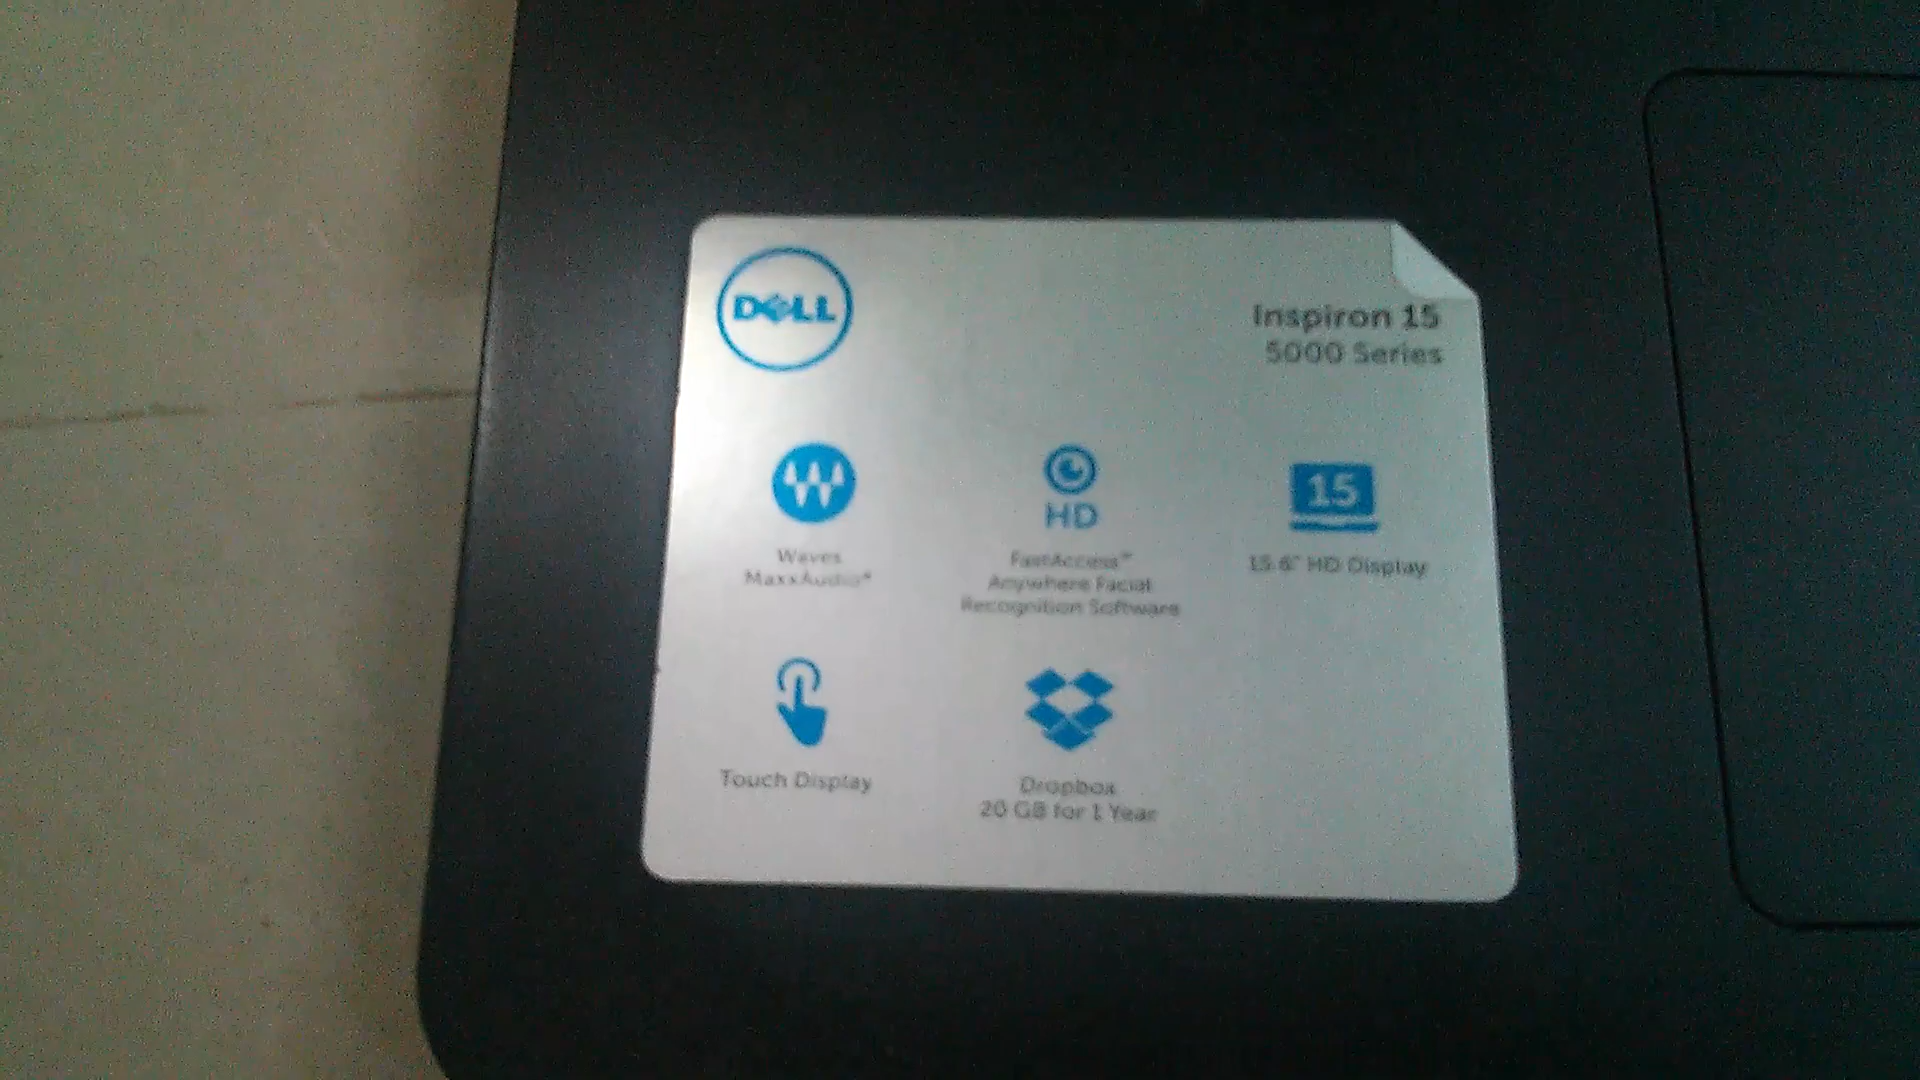 DELL
Inspiron 15
5000 Series
HD
15
Waves
MaxxAudio®
FastAccess™
Anywhere Facial
Recognition Software
15.6" HD Display
Touch Display
Dropbox
20 GB for 1 Year